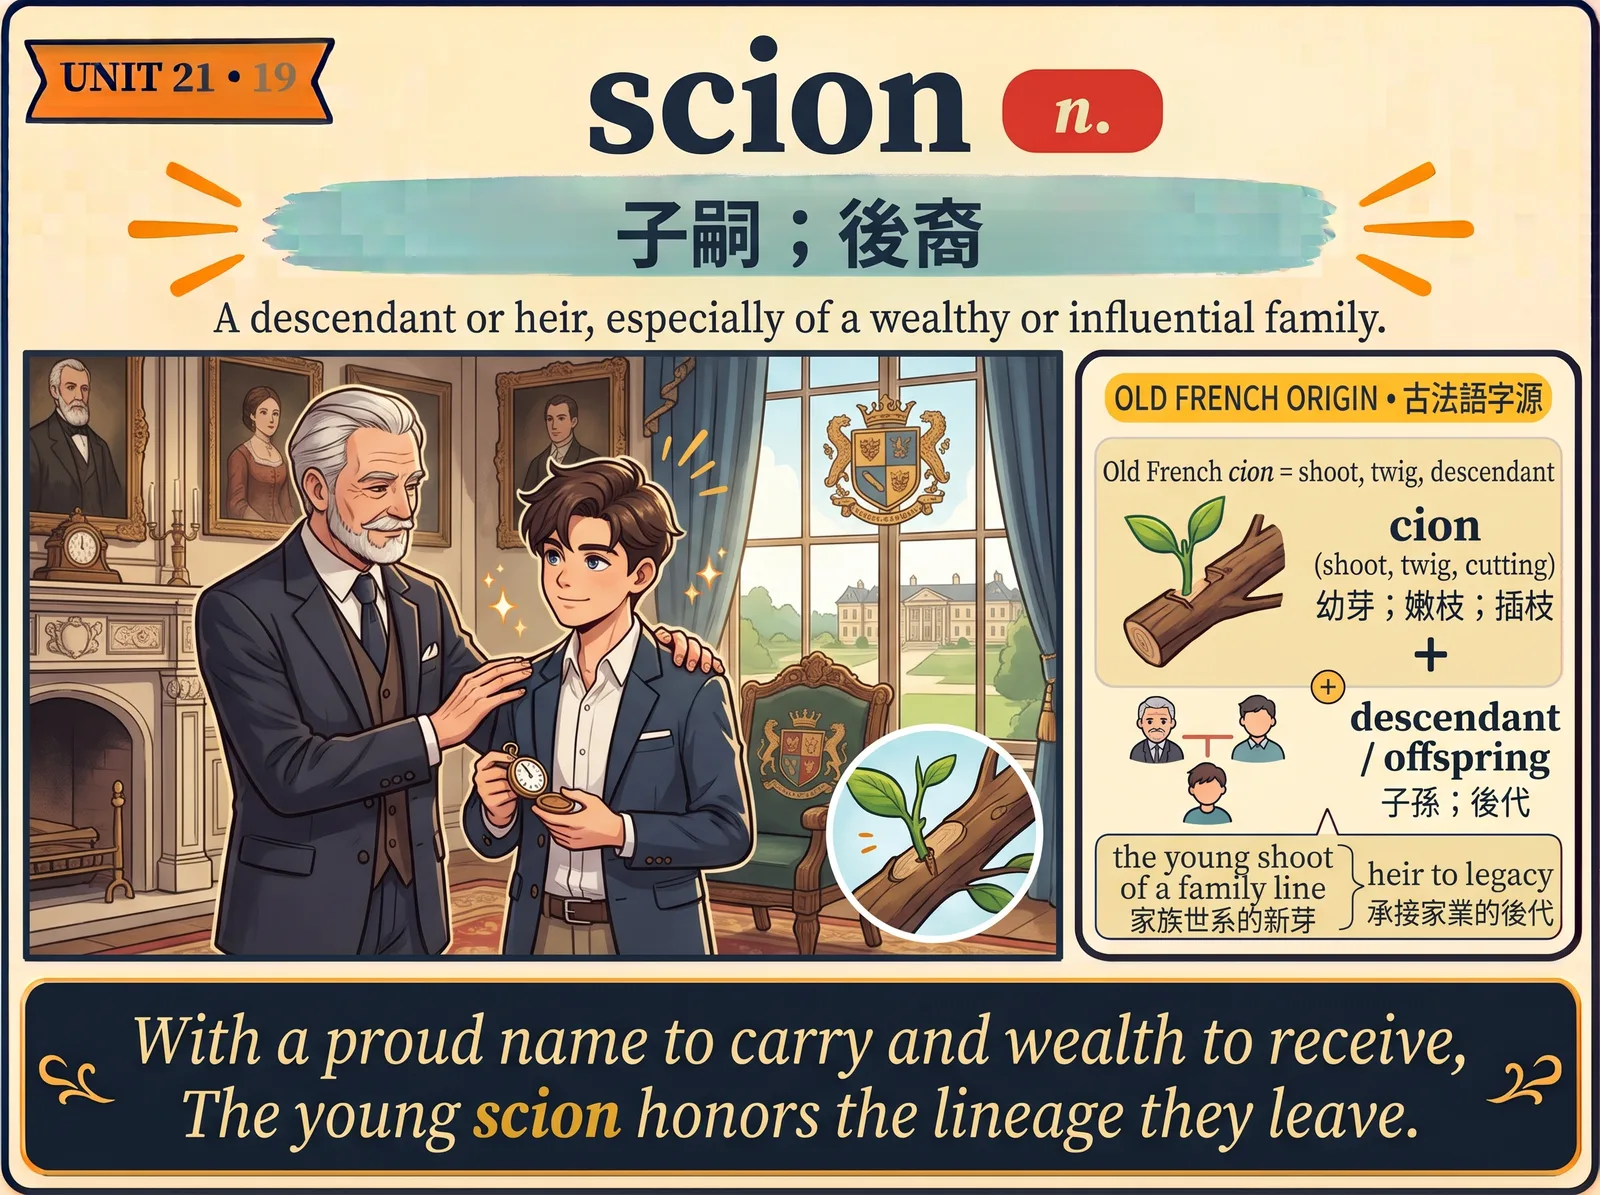 UNIT 21 • 19
scion n.
子嗣；後裔
A descendant or heir, especially of a wealthy or influential family.
OLD FRENCH ORIGIN • 古法語字源
Old French cion = shoot, twig, descendant
cion
(shoot, twig, cutting)
幼芽；嫩枝；插枝
+
+
descendant
/ offspring
子孫；後代
the young shoot
of a family line
家族世系的新芽
heir to legacy
承接家業的後代
With a proud name to carry and wealth to receive,
The young scion honors the lineage they leave.